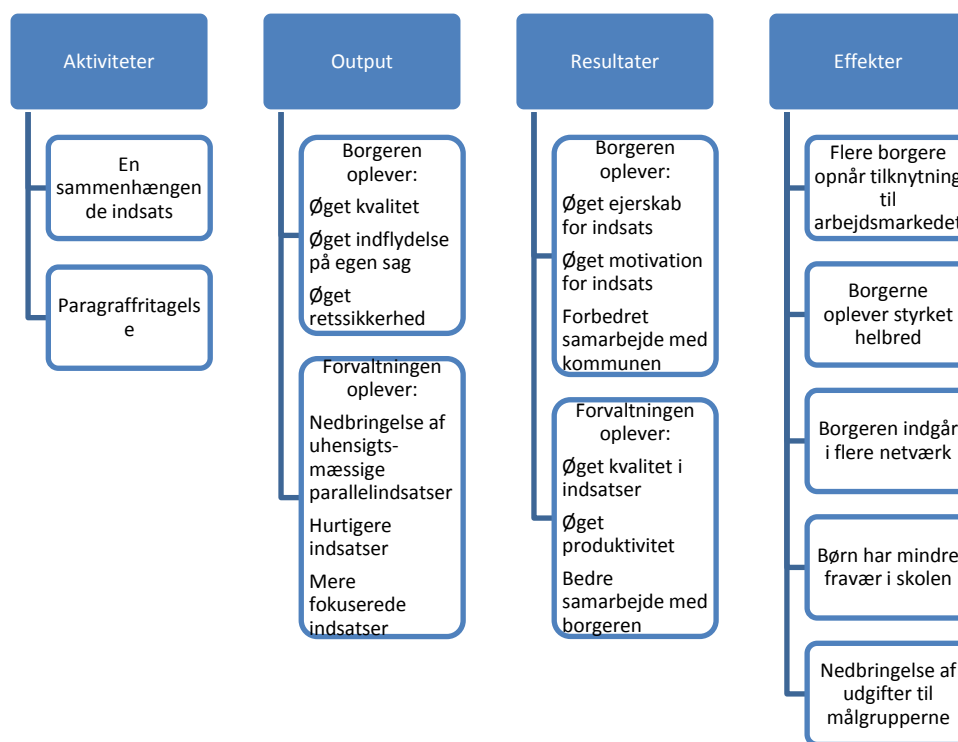 Aktiviteter
En
sammenhængen
de indsats
Paragraffritagels
e
Output
Borgeren
oplever:
Øget kvalitet
Øget indflydelse
på egen sag
Øget
retssikkerhed
Forvaltningen
oplever:
Nedbringelse af
uhensigts-
mæssige
parallelindsatser
Hurtigere
indsatser
Mere
fokuserede
indsatser
Resultater
Borgeren
oplever:
Øget ejerskab
for indsats
Øget motivation
for indsats
Forbedret
samarbejde med
kommunen
Forvaltningen
oplever:
Øget kvalitet i
indsatser
Øget
produktivitet
Bedre
samarbejde med
borgeren
Effekter
Flere borgere
opnår tilknytning
til
arbejdsmarkedet
Borgerne
oplever styrket
helbred
Borgeren indgår
i flere netværk
Børn har mindre
fravær i skolen
Nedbringelse af
udgifter til
målgrupperne